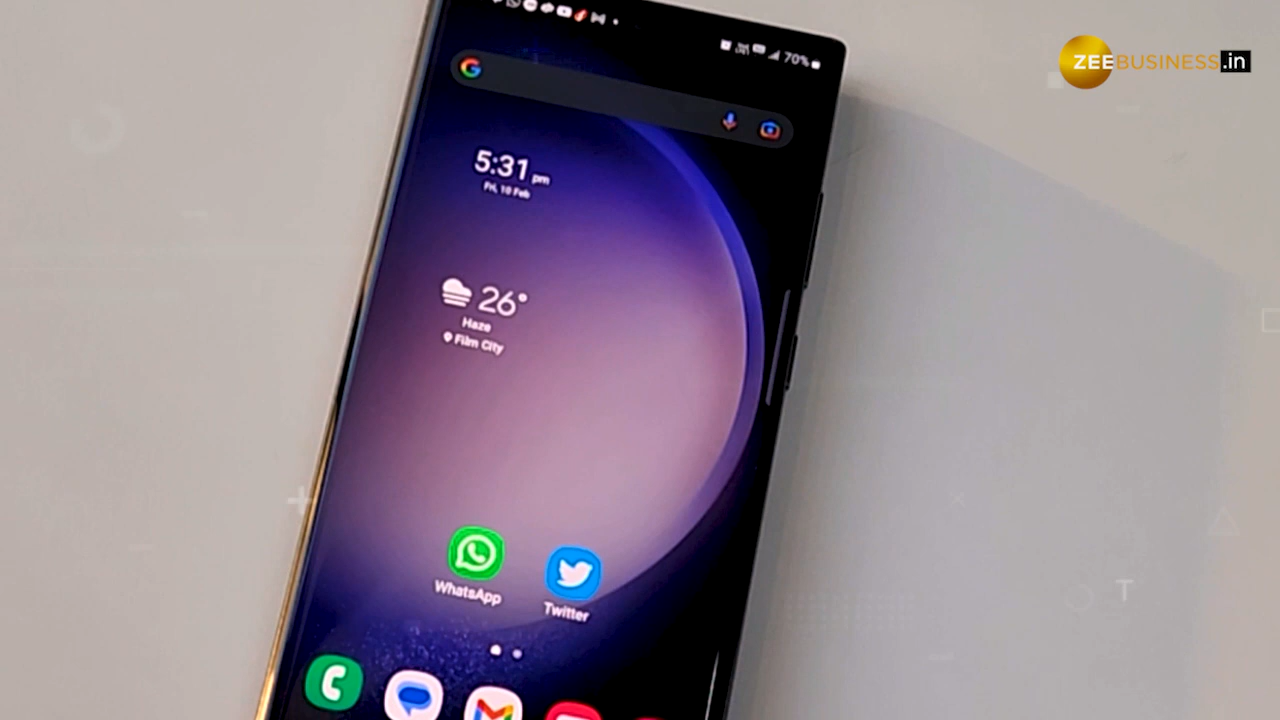 ZEEBUSINESS.in
70%
5:31 pm
Fri, 10 Feb
26°
Haze
Film City
WhatsApp
Twitter